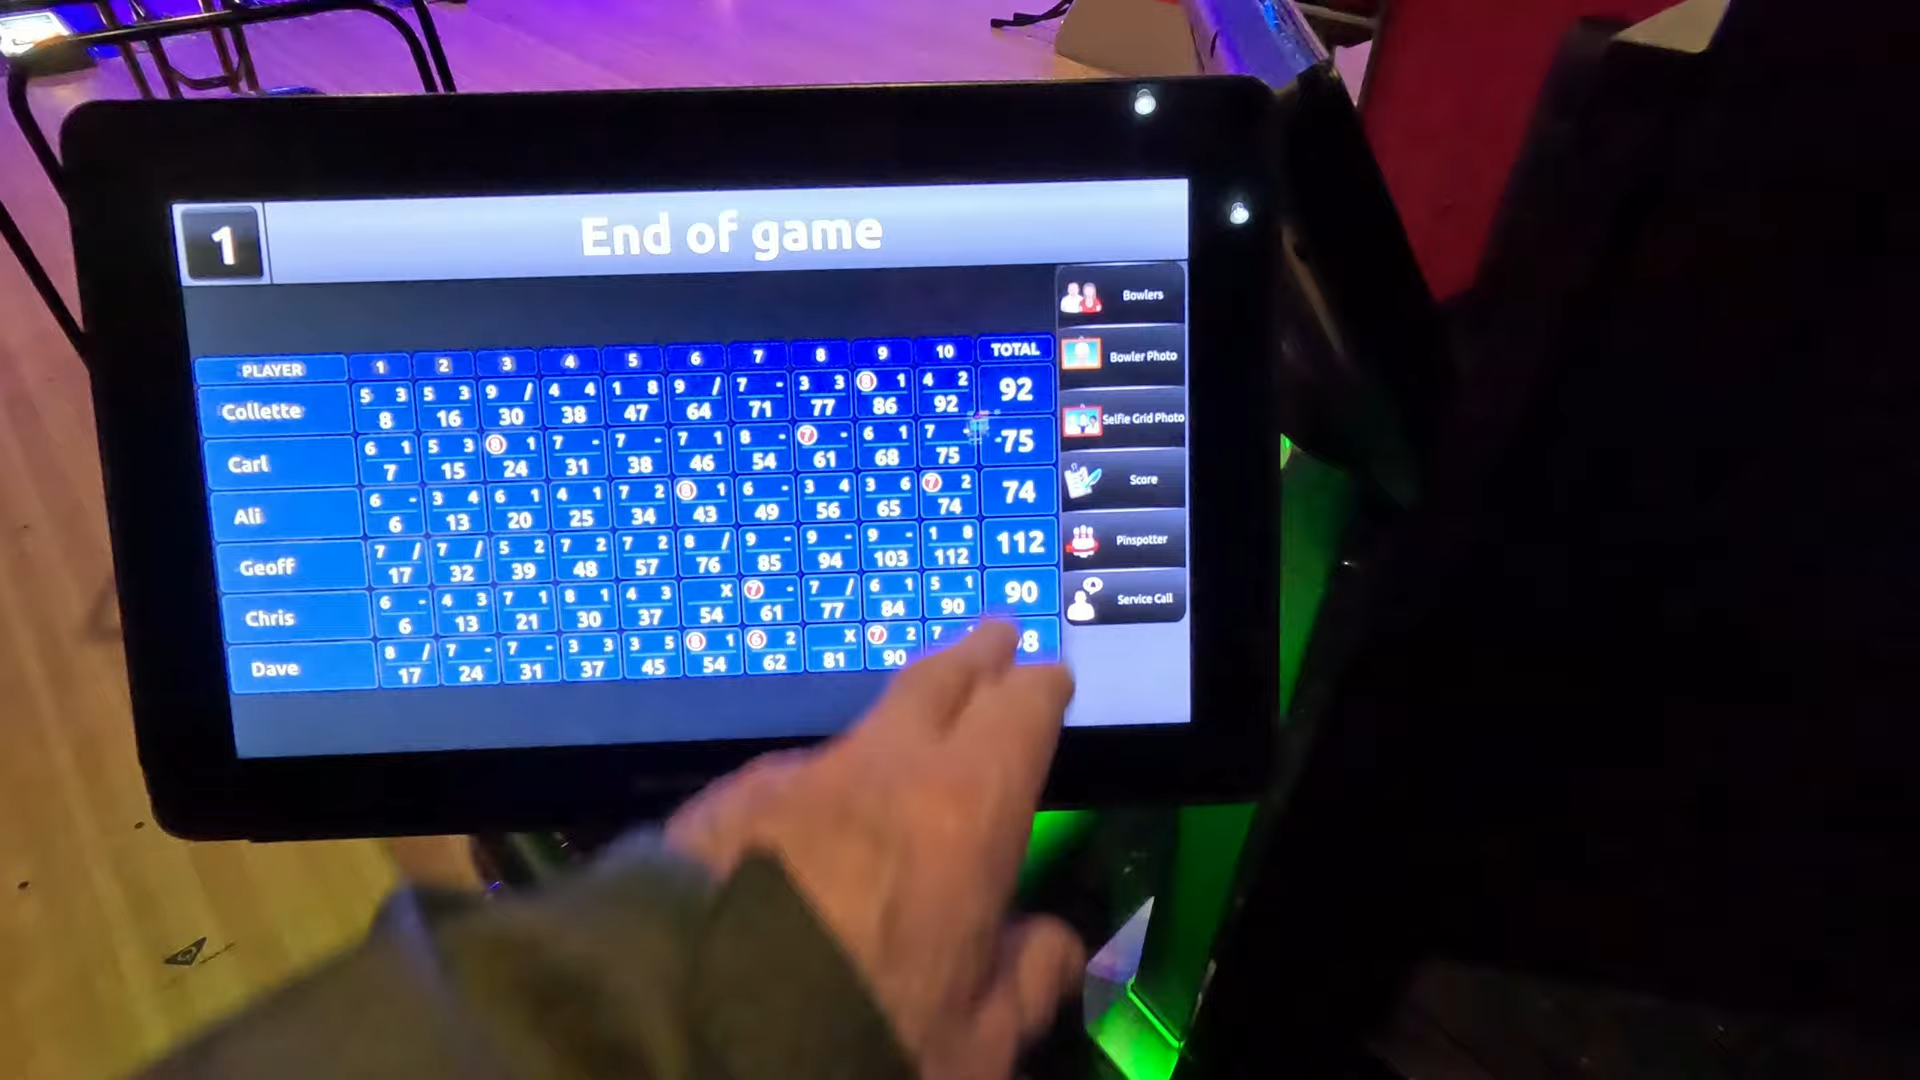 1 End of game
PLAYER 1 2 3 4 5 6 7 8 9 10 TOTAL
Collette 5 3 5 3 9 / 4 4 1 8 9 / 7 - 3 3 8 1 4 2 92
8 16 30 38 47 64 71 77 86 92
Carl 6 1 5 3 8 1 7 - 7 - 7 1 8 - 7 - 6 1 7 - 75
7 15 24 31 38 46 54 61 68 75
Ali 6 - 3 4 6 1 4 1 7 2 8 1 6 - 3 4 3 6 7 2 74
6 13 20 25 34 43 49 56 65 74
Geoff 7 / 7 / 5 2 7 2 7 2 8 / 9 - 9 - 9 - 1 8 112
17 32 39 48 57 76 85 94 103 112
Chris 6 - 4 3 7 1 8 1 4 3 X 7 - 7 / 6 1 5 1 90
6 13 21 30 37 54 61 77 84 90
Dave 8 / 7 - 7 - 3 3 3 5 8 1 6 2 X 7 2 7
17 24 31 37 45 54 62 81 90
Bowlers
Bowler Photo
Selfie Grid Photo
Score
Pinspotter
Service Call